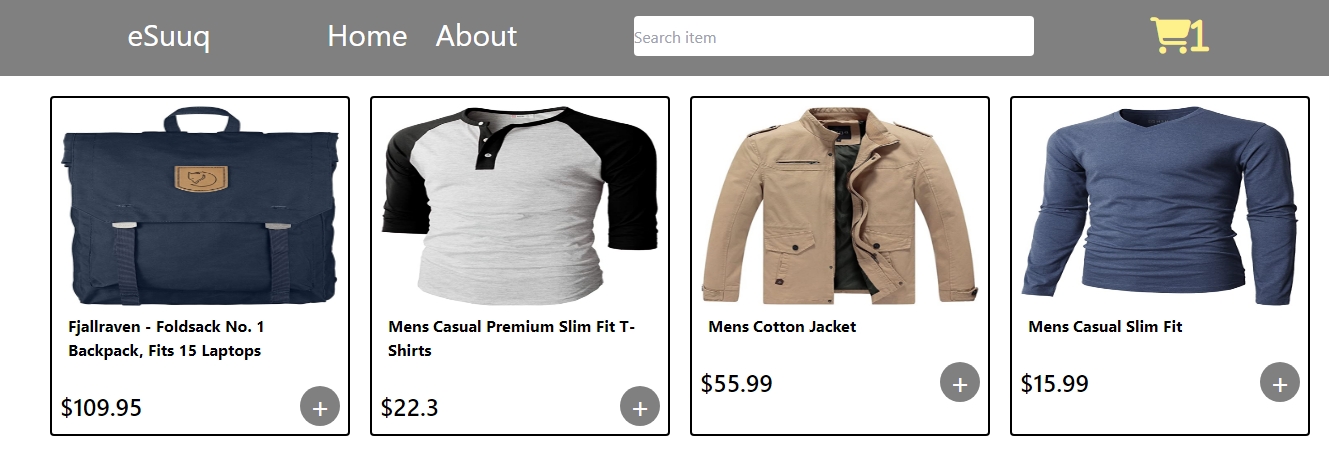 eSuuq Home About Search item 1
Fjallraven - Foldsack No. 1
Backpack, Fits 15 Laptops
$109.95 +
Mens Casual Premium Slim Fit T-
Shirts
$22.3 +
Mens Cotton Jacket
$55.99 +
Mens Casual Slim Fit
$15.99 +